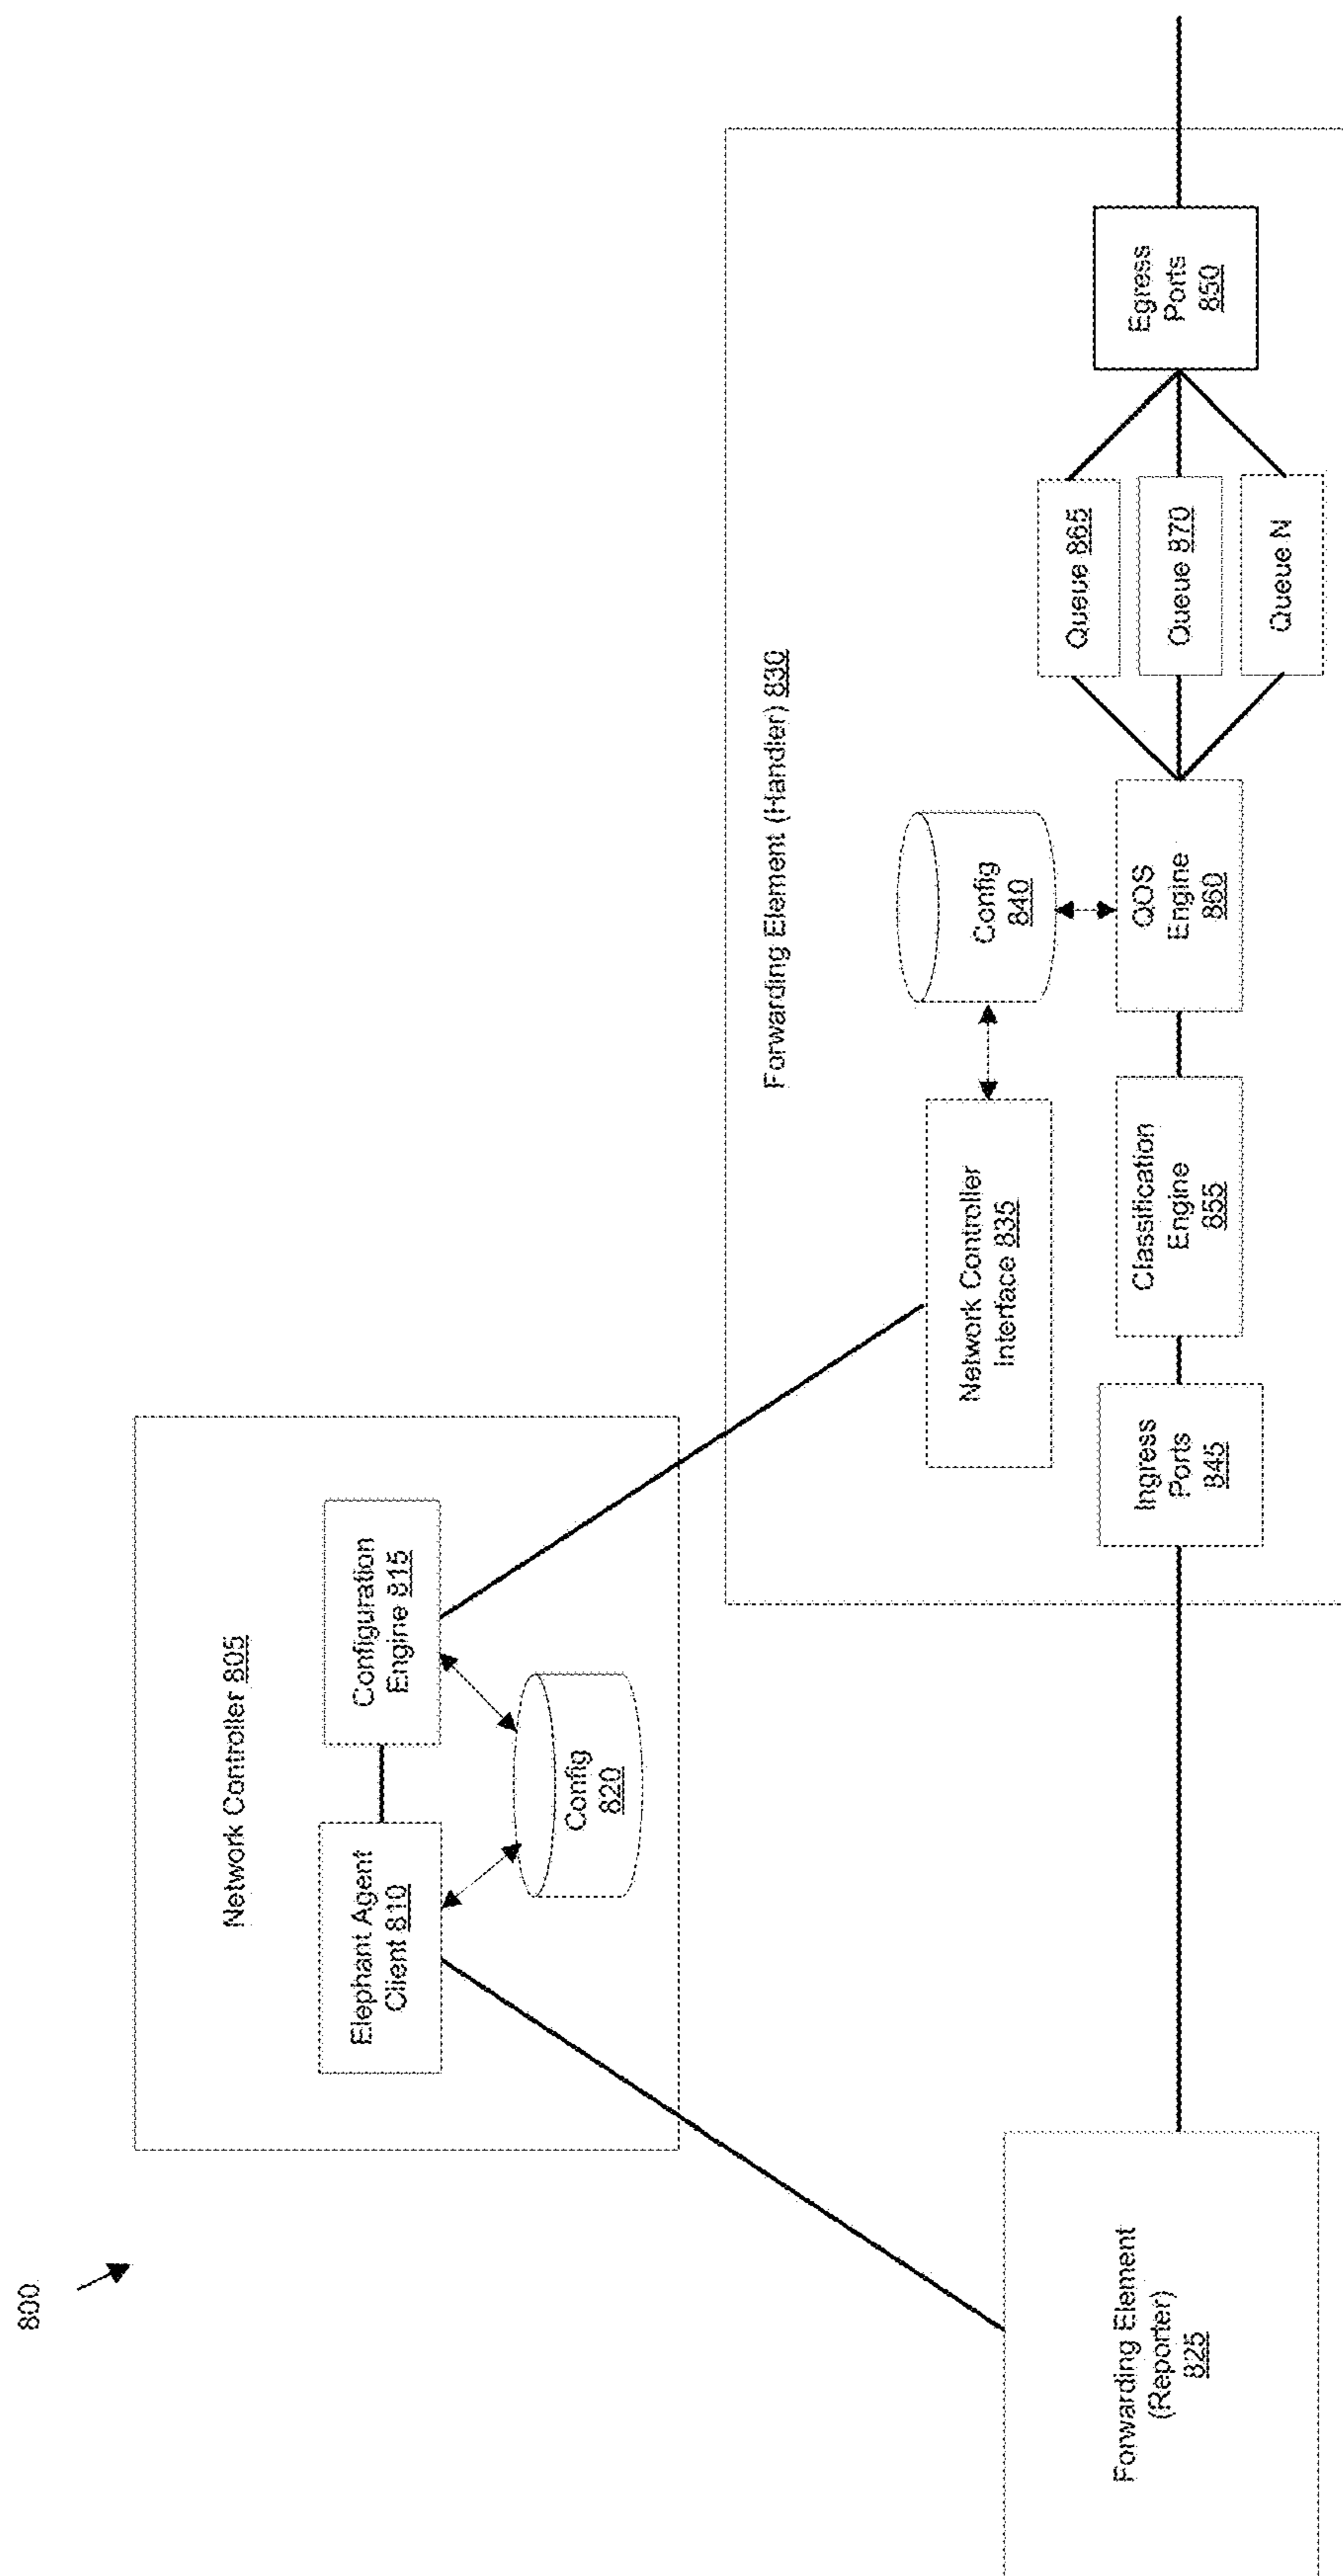 800
Network Controller 805
Elephant Agent
Client 810
Configuration
Engine 815
Config
820
Forwarding Element
(Reporter)
825
Forwarding Element (Handler) 830
Network Controller
Interface 835
Config
840
Ingress
Ports
845
Classification
Engine
855
QOS
Engine
860
Queue 865
Queue 870
Queue N
Egress
Ports
850